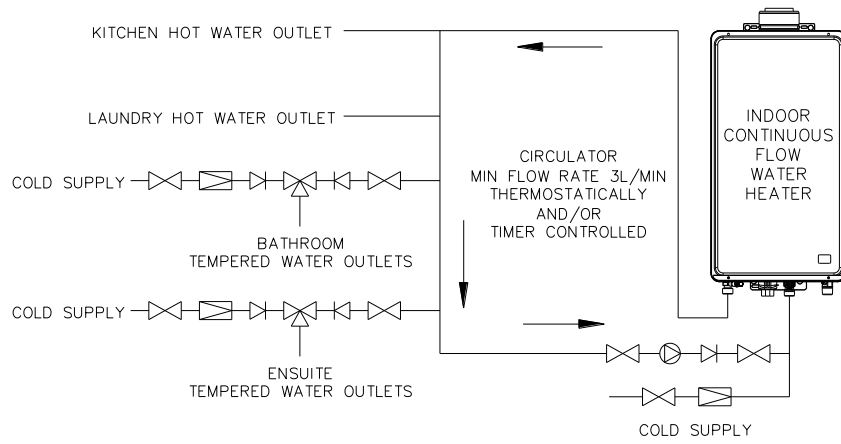 KITCHEN HOT WATER OUTLET
LAUNDRY HOT WATER OUTLET
INDOOR
CONTINUOUS
FLOW
WATER
HEATER
CIRCULATOR
MIN FLOW RATE 3L/MIN
THERMOSTATICALLY
AND/OR
TIMER CONTROLLED
COLD SUPPLY
BATHROOM
TEMPERED WATER OUTLETS
COLD SUPPLY
ENSUITE
TEMPERED WATER OUTLETS
COLD SUPPLY